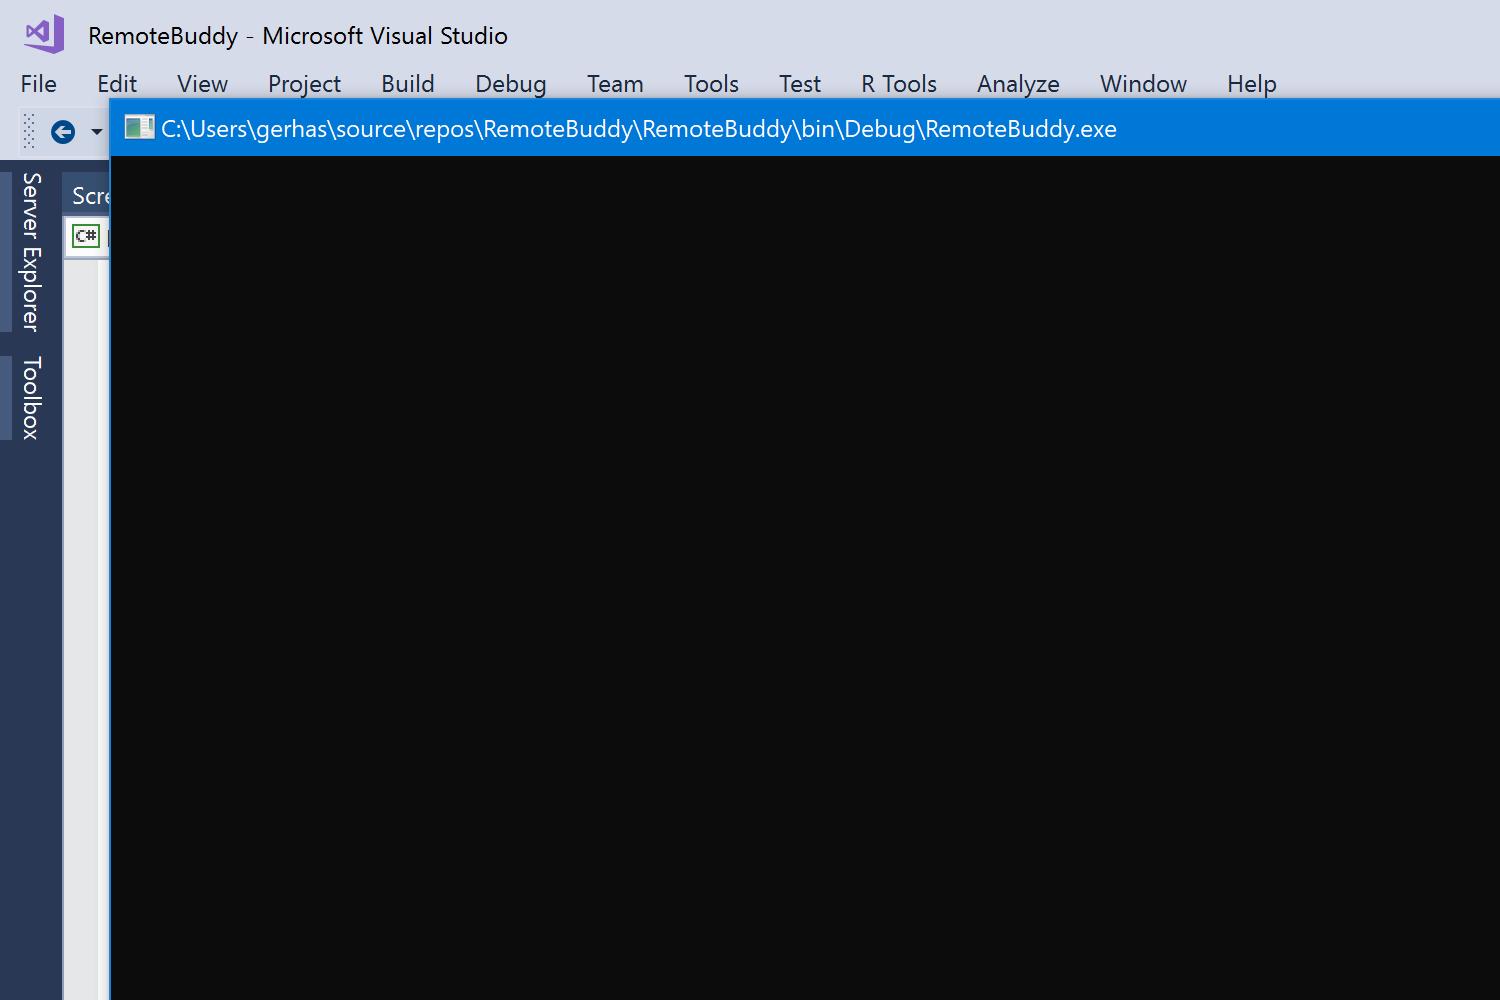 RemoteBuddy - Microsoft Visual Studio
File Edit View Project Build Debug Team Tools Test R Tools Analyze Window Help
C:\Users\gerhas\source\repos\RemoteBuddy\RemoteBuddy\bin\Debug\RemoteBuddy.exe
Server Explorer
Toolbox
Scre
C#